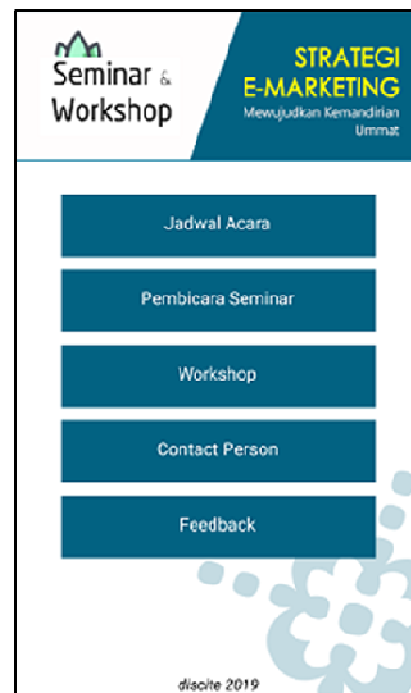 Seminar &
Workshop
STRATEGI
E-MARKETING
Mewujudkan Kemandirian
Ummat
Jadwal Acara
Pembicara Seminar
Workshop
Contact Person
Feedback
discite 2019